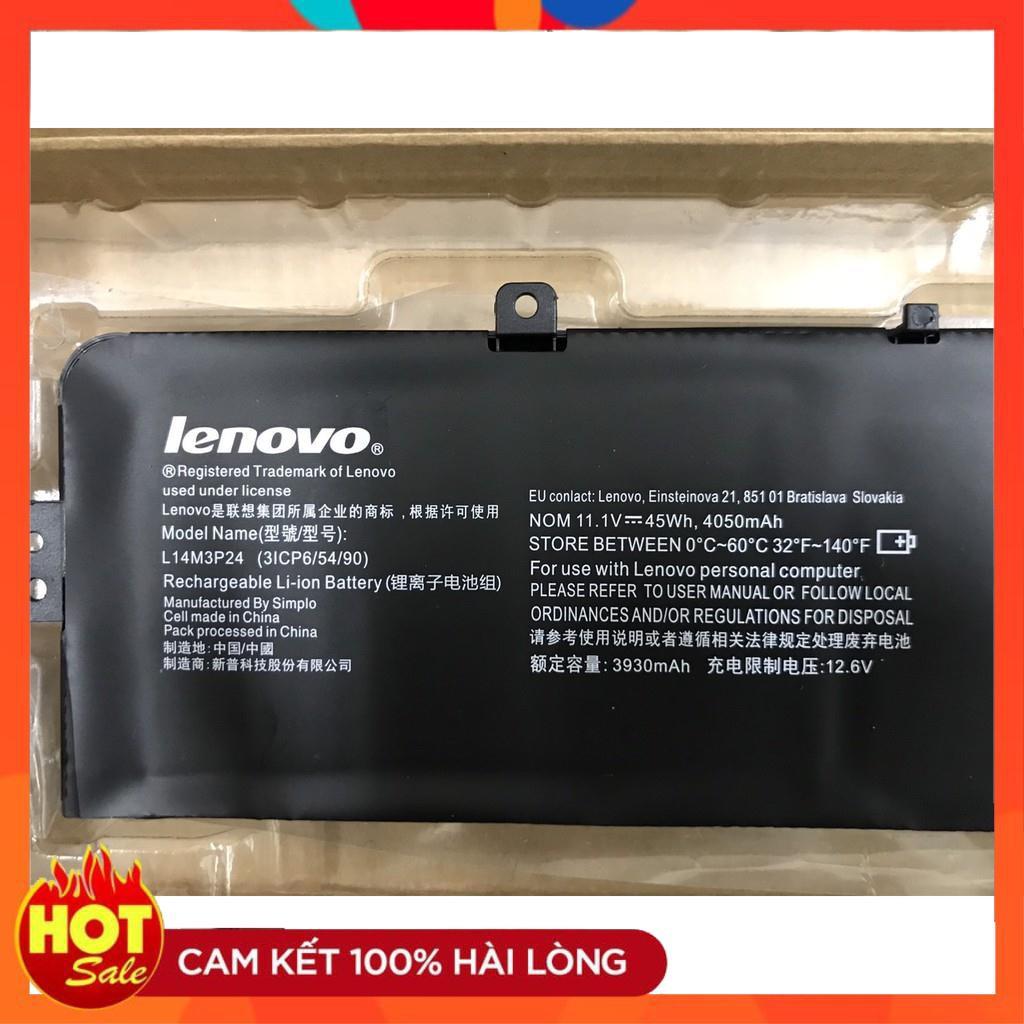 lenovo®
®Registered Trademark of Lenovo
used under license
Lenovo是联想集团所属企业的商标，根据许可使用
Model Name(型號/型号):
L14M3P24 (3ICP6/54/90)
Rechargeable Li-ion Battery (锂离子电池组)
Manufactured By Simplo
Cell made in China
Pack processed in China
制造地: 中国/中國
制造商: 新普科技股份有限公司
EU conlact: Lenovo, Einsteinova 21, 851 01 Bratislava Slovakia
NOM 11.1V⎓45Wh, 4050mAh
STORE BETWEEN 0°C~60°C 32°F~140°F
For use with Lenovo personal computer
PLEASE REFER TO USER MANUAL OR FOLLOW LOCAL
ORDINANCES AND/OR REGULATIONS FOR DISPOSAL
请参考使用说明或者遵循相关法律规定处理废弃电池
额定容量: 3930mAh 充电限制电压:12.6V
HOT
Sale
CAM KẾT 100% HÀI LÒNG